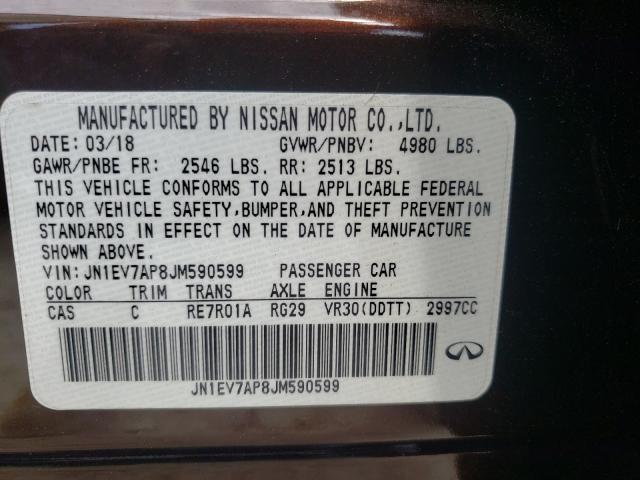 MANUFACTURED BY NISSAN MOTOR CO.,LTD.
DATE: 03/18 GVWR/PNBV: 4980 LBS.
GAWR/PNBE FR: 2546 LBS. RR: 2513 LBS.
THIS VEHICLE CONFORMS TO ALL APPLICABLE FEDERAL
MOTOR VEHICLE SAFETY,BUMPER,AND THEFT PREVENTION
STANDARDS IN EFFECT ON THE DATE OF MANUFACTURE
SHOWN ABOVE.
VIN:JN1EV7AP8JM590599 PASSENGER CAR
COLOR TRIM TRANS AXLE ENGINE
CAS C RE7R01A RG29 VR30(DDTT) 2997CC
JN1EV7AP8JM590599